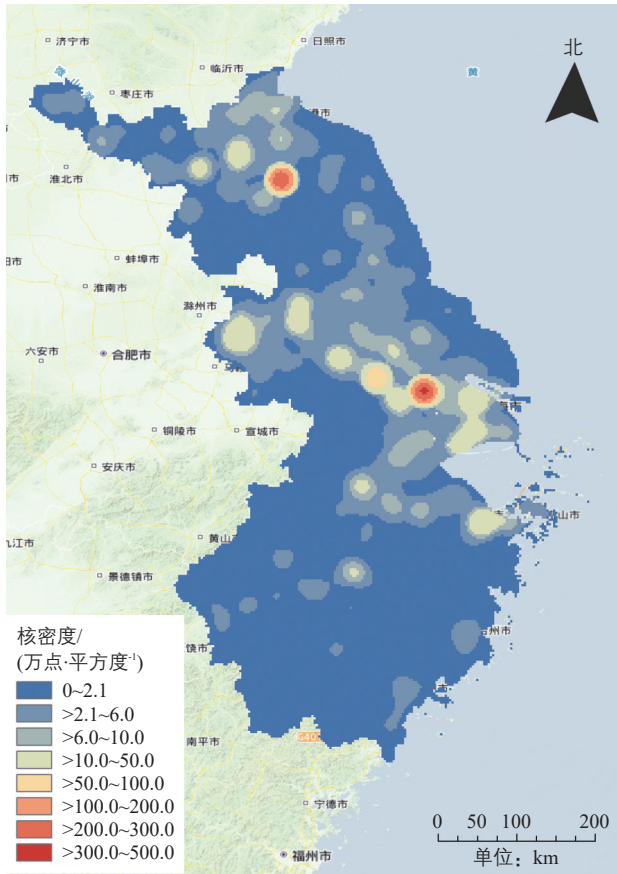 济宁市
日照市
临沂市
黄
北
枣庄市
淮北市
蚌埠市
淮南市
滁州市
六安市
合肥市
铜陵市
宣城市
安庆市
黄山市
九江市
景德镇市
台州市
南平市
宁德市
福州市
核密度/
(万点·平方度⁻¹)
0~2.1
>2.1~6.0
>6.0~10.0
>10.0~50.0
>50.0~100.0
>100.0~200.0
>200.0~300.0
>300.0~500.0
0 50 100 200
单位：km